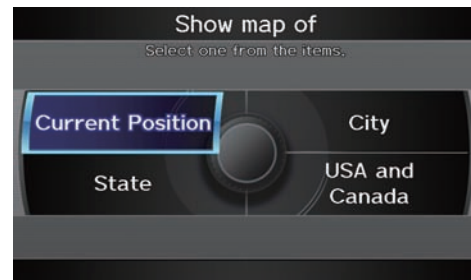 Show map of
Select one from the items.
Current Position
City
State
USA and
Canada